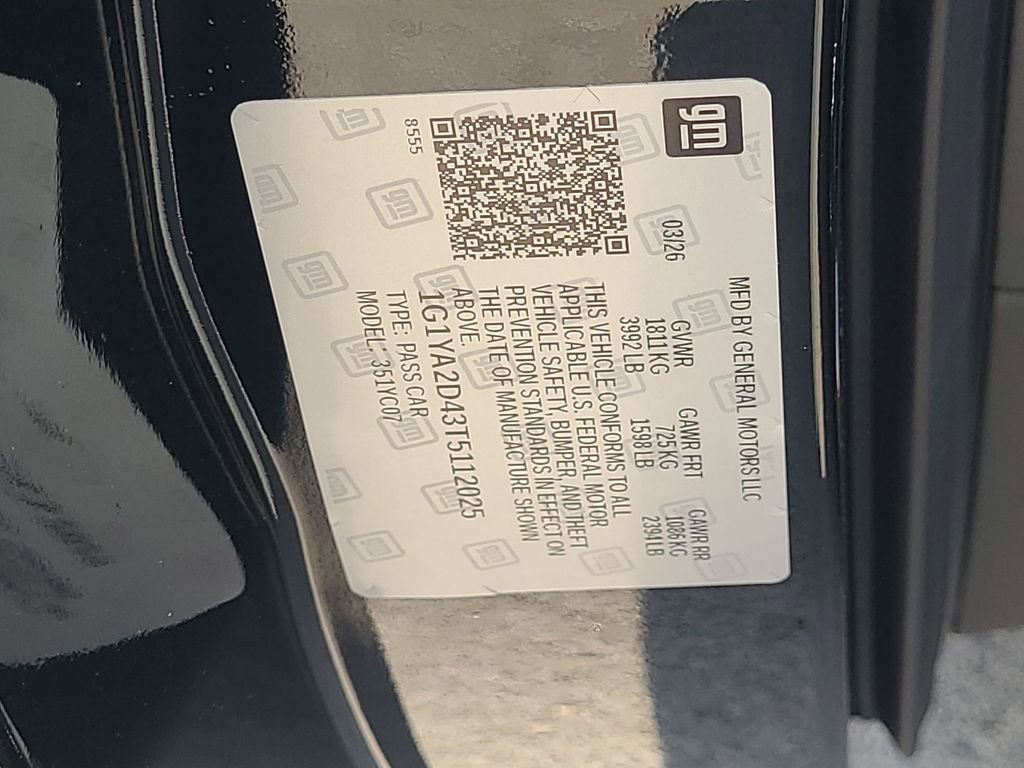 gm
MFD BY GENERAL MOTORS LLC
03/26
GVWR GAWR FRT GAWR RR
1811 KG 725 KG 1086 KG
3992 LB 1598 LB 2394 LB
THIS VEHICLE CONFORMS TO ALL
APPLICABLE U.S. FEDERAL MOTOR
VEHICLE SAFETY, BUMPER, AND THEFT
PREVENTION STANDARDS IN EFFECT ON
THE DATE OF MANUFACTURE SHOWN
ABOVE.
1G1YA2D43T5112025
TYPE: PASS CAR
MODEL: 361YC07
8555